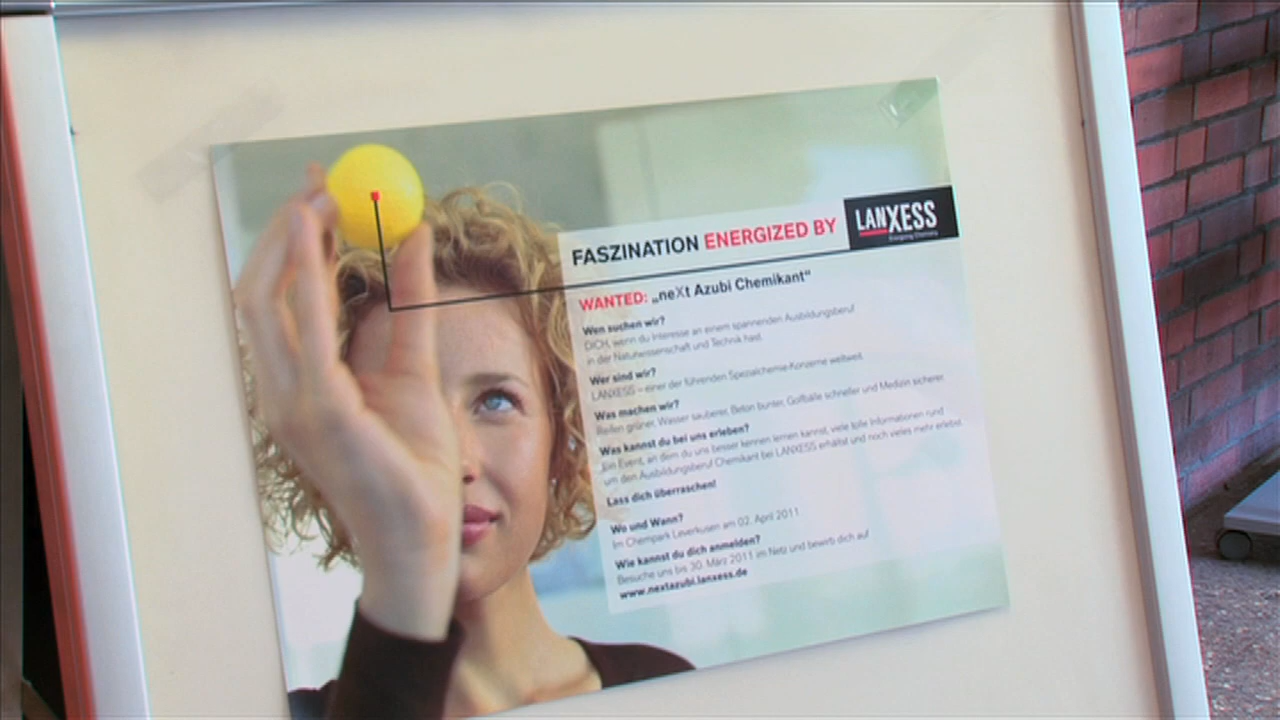 FASZINATION ENERGIZED BY
LANXESS
Energizing Chemistry
WANTED: „neXt Azubi Chemikant“
Wen suchen wir?
DICH, wenn du Interesse an einem spannenden Ausbildungsberuf
in der Naturwissenschaft und Technik hast.
Wer sind wir?
LANXESS – einer der führenden Spezialchemie-Konzerne weltweit.
Was machen wir?
Reifen grüner, Wasser sauberer, Beton bunter, Golfbälle schneller und Medizin sicherer.
Was kannst du bei uns erleben?
Ein Event, an dem du uns besser kennen lernen kannst, viele tolle Informationen rund
um den Ausbildungsberuf Chemikant bei LANXESS erhältst und noch vieles mehr erlebst.
Lass dich überraschen!
Wo und Wann?
Im Chempark Leverkusen am 02. April 2011
Wie kannst du dich anmelden?
Besuche uns bis 30. März 2011 im Netz und bewirb dich auf
www.nextazubi.lanxess.de